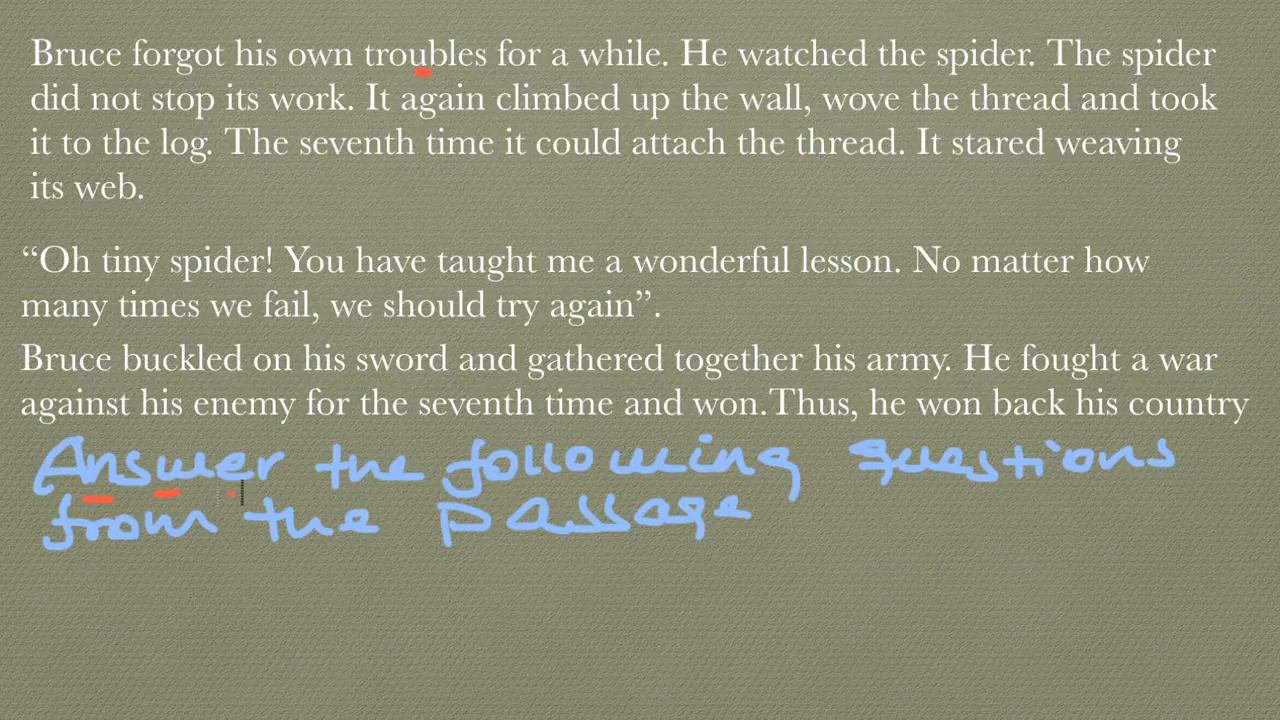 Bruce forgot his own troubles for a while. He watched the spider. The spider
did not stop its work. It again climbed up the wall, wove the thread and took
it to the log. The seventh time it could attach the thread. It stared weaving
its web.
“Oh tiny spider! You have taught me a wonderful lesson. No matter how
many times we fail, we should try again”.
Bruce buckled on his sword and gathered together his army. He fought a war
against his enemy for the seventh time and won.Thus, he won back his country
Answer the following questions
from the passage